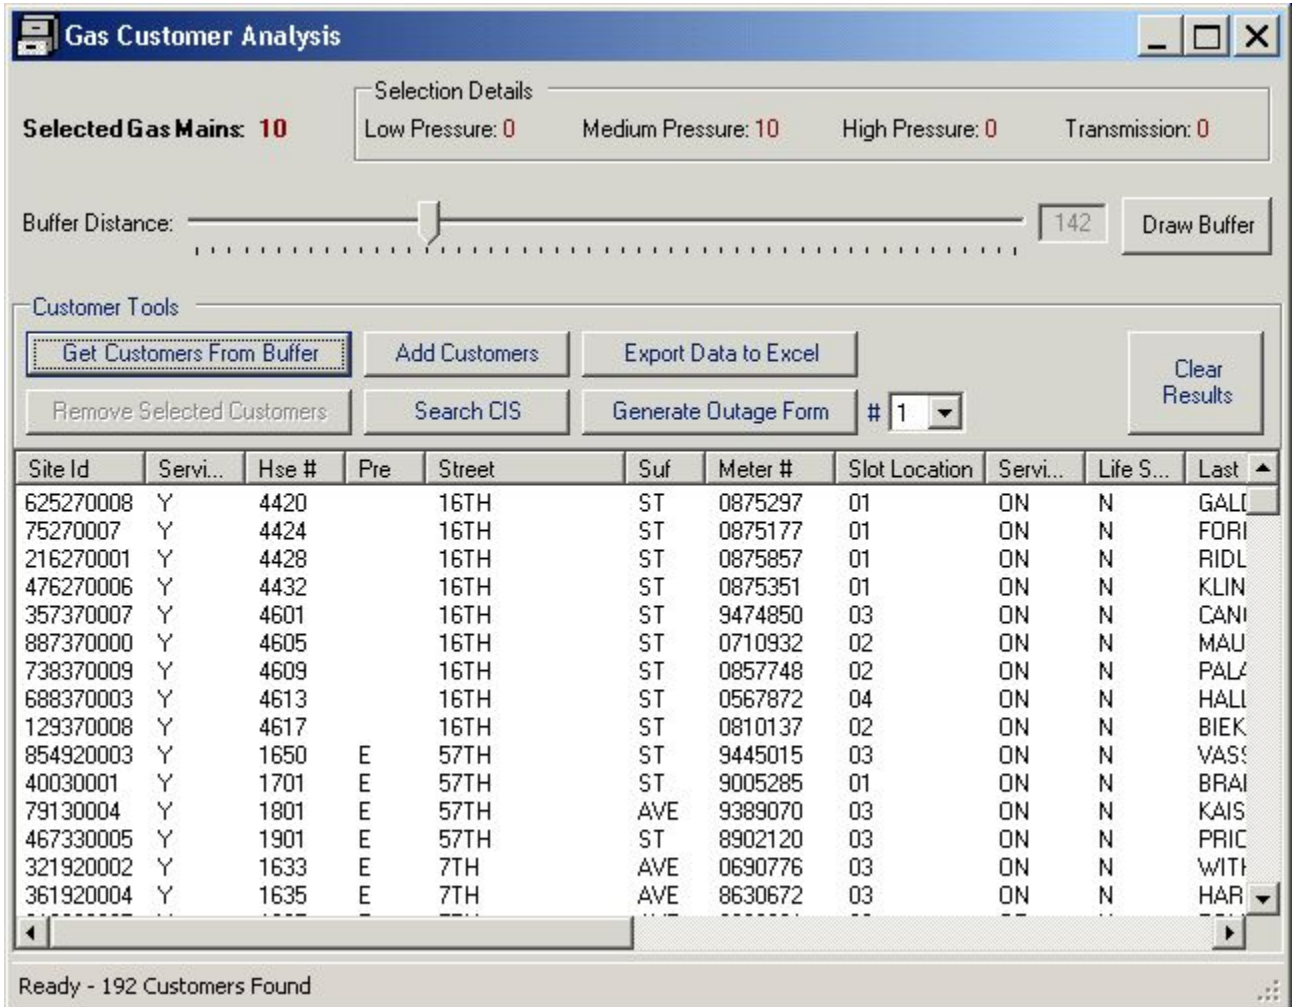 Gas Customer Analysis
Selection Details
Selected Gas Mains: 10 Low Pressure: 0 Medium Pressure: 10 High Pressure: 0 Transmission: 0
Buffer Distance: 142 Draw Buffer
Customer Tools
Get Customers From Buffer Add Customers Export Data to Excel Clear Results
Remove Selected Customers Search CIS Generate Outage Form # 1
Site Id Servi... Hse # Pre Street Suf Meter # Slot Location Servi... Life S... Last
625270008 Y 4420 16TH ST 0875297 01 ON N
75270007 Y 4424 16TH ST 0875177 01 ON N
216270001 Y 4428 16TH ST 0875857 01 ON N RIDL
476270006 Y 4432 16TH ST 0875351 01 ON N KLIN
357370007 Y 4601 16TH ST 9474850 03 ON N
887370000 Y 4605 16TH ST 0710932 02 ON N MAU
738370009 Y 4609 16TH ST 0857748 02 ON N
688370003 Y 4613 16TH ST 0567872 04 ON N
129370008 Y 4617 16TH ST 0810137 02 ON N BIEK
854920003 Y 1650 E 57TH ST 9445015 03 ON N
40030001 Y 1701 E 57TH ST 9005285 01 ON N
79130004 Y 1801 E 57TH AVE 9389070 03 ON N KAIS
467330005 Y 1901 E 57TH ST 8902120 03 ON N
321920002 Y 1633 E 7TH AVE 0690776 03 ON N
361920004 Y 1635 E 7TH AVE 8630672 03 ON N HAR
Ready - 192 Customers Found